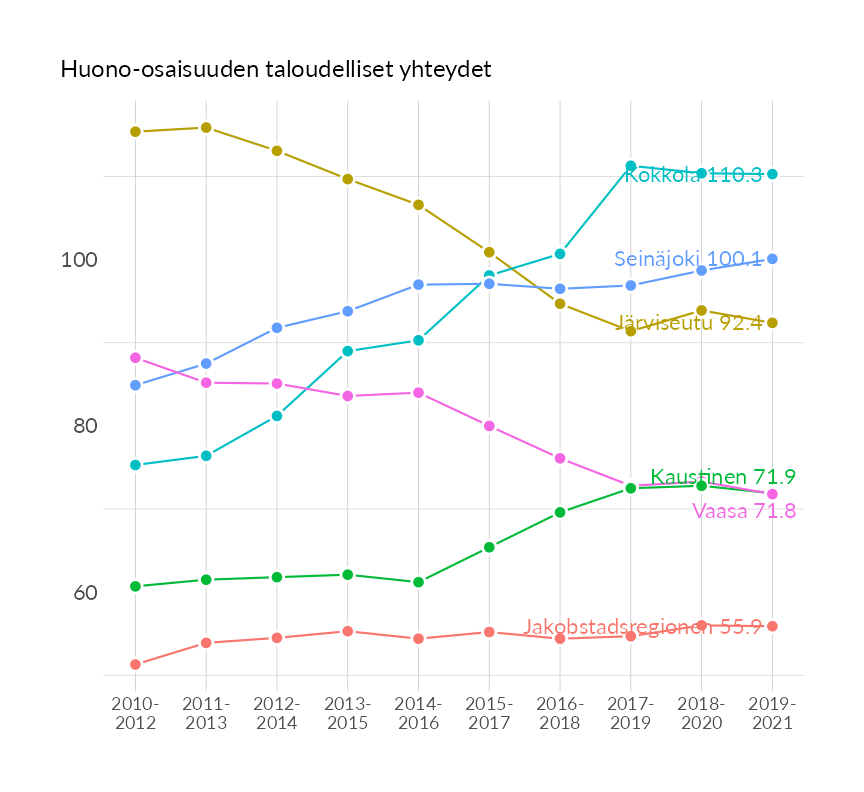 Huono-osaisuuden taloudelliset yhteydet
Kokkola 110.3
100
Seinäjoki 100.1
Järviseutu 92.4
80
Kaustinen 71.9
Vaasa 71.8
60
Jakobstadsregionen 55.9
2010- 2011- 2012- 2013- 2014- 2015- 2016- 2017- 2018- 2019-
2012 2013 2014 2015 2016 2017 2018 2019 2020 2021